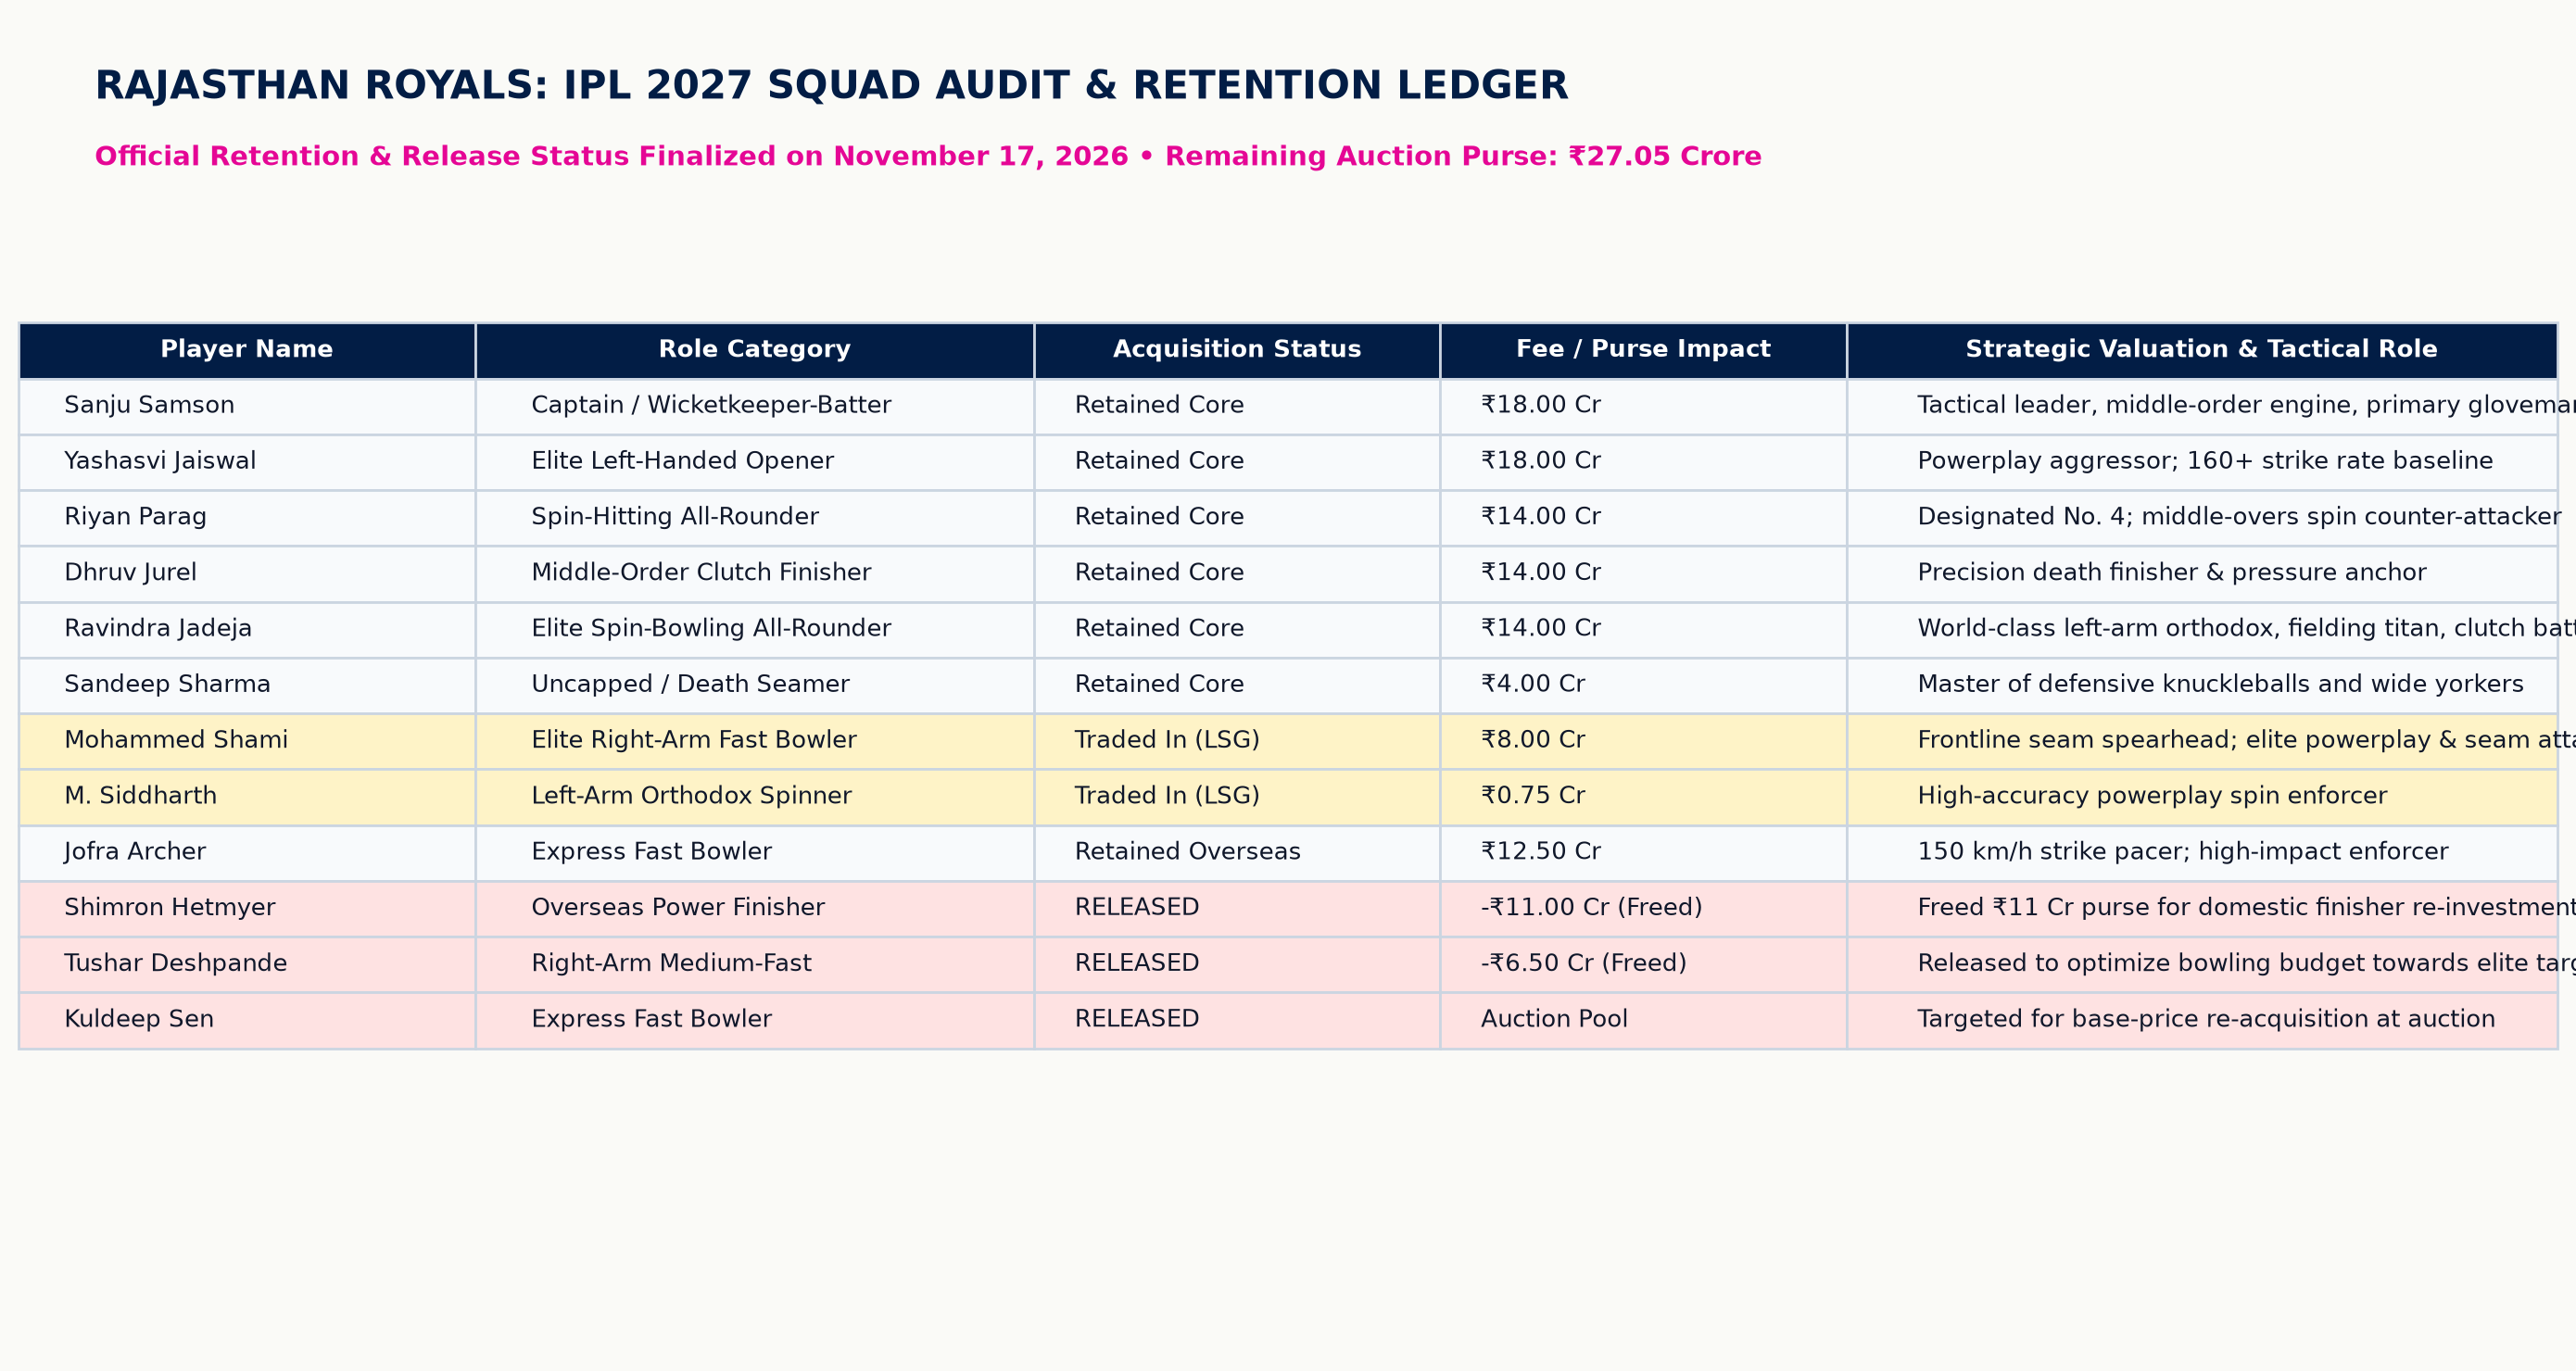 RAJASTHAN ROYALS: IPL 2027 SQUAD AUDIT & RETENTION LEDGER
Official Retention & Release Status Finalized on November 17, 2026 • Remaining Auction Purse: ₹27.05 Crore
Player Name Role Category Acquisition Status Fee / Purse Impact Strategic Valuation & Tactical Role
Sanju Samson Captain / Wicketkeeper-Batter Retained Core ₹18.00 Cr Tactical leader, middle-order engine, primary
Yashasvi Jaiswal Elite Left-Handed Opener Retained Core ₹18.00 Cr Powerplay aggressor; 160+ strike rate baseline
Riyan Parag Spin-Hitting All-Rounder Retained Core ₹14.00 Cr Designated No. 4; middle-overs spin counter-attacker
Dhruv Jurel Middle-Order Clutch Finisher Retained Core ₹14.00 Cr Precision death finisher & pressure anchor
Ravindra Jadeja Elite Spin-Bowling All-Rounder Retained Core ₹14.00 Cr World-class left-arm orthodox, fielding titan, clutch
Sandeep Sharma Uncapped / Death Seamer Retained Core ₹4.00 Cr Master of defensive knuckleballs and wide yorkers
Mohammed Shami Elite Right-Arm Fast Bowler Traded In (LSG) ₹8.00 Cr Frontline seam spearhead; elite powerplay & seam
M. Siddharth Left-Arm Orthodox Spinner Traded In (LSG) ₹0.75 Cr High-accuracy powerplay spin enforcer
Jofra Archer Express Fast Bowler Retained Overseas ₹12.50 Cr 150 km/h strike pacer; high-impact enforcer
Shimron Hetmyer Overseas Power Finisher RELEASED -₹11.00 Cr (Freed) Freed ₹11 Cr purse for domestic finisher re-investment
Tushar Deshpande Right-Arm Medium-Fast RELEASED -₹6.50 Cr (Freed) Released to optimize bowling budget towards elite
Kuldeep Sen Express Fast Bowler RELEASED Auction Pool Targeted for base-price re-acquisition at auction